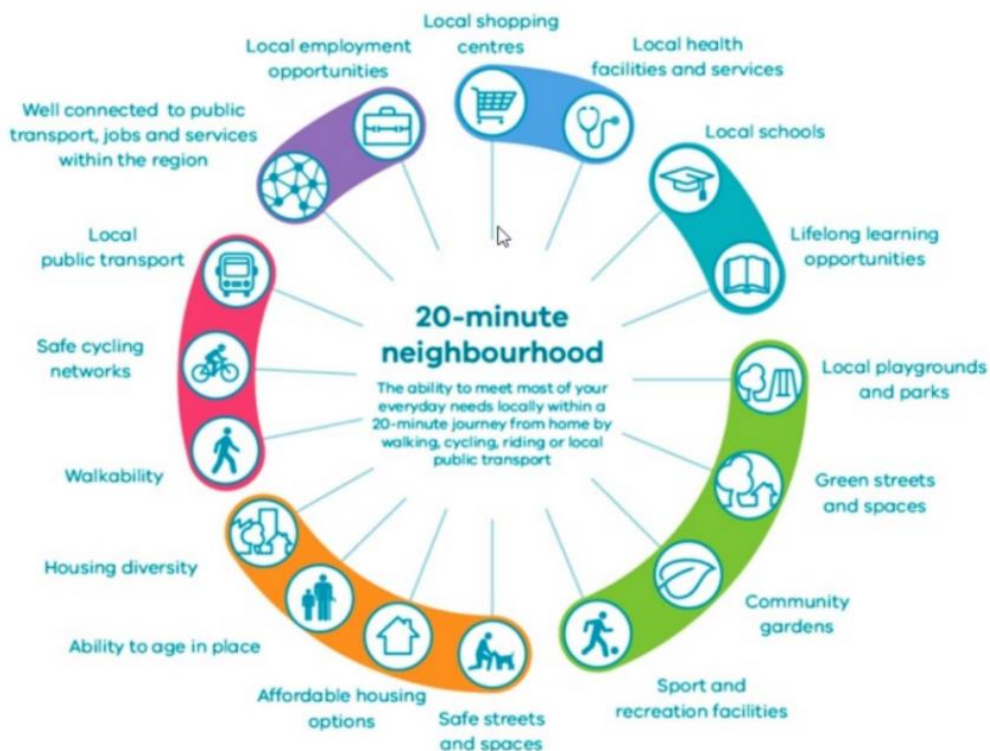 Local shopping
centres
Local health
facilities and services
Local schools
Lifelong learning
opportunities
Local playgrounds
and parks
Green streets
and spaces
Community
gardens
Sport and
recreation facilities
Safe streets
and spaces
Affordable housing
options
Ability to age in place
Housing diversity
Walkability
Safe cycling
networks
Local
public transport
Well connected to public
transport, jobs and services
within the region
Local employment
opportunities
20-minute
neighbourhood
The ability to meet most of your
everyday needs locally within a
20-minute journey from home by
walking, cycling, riding or local
public transport